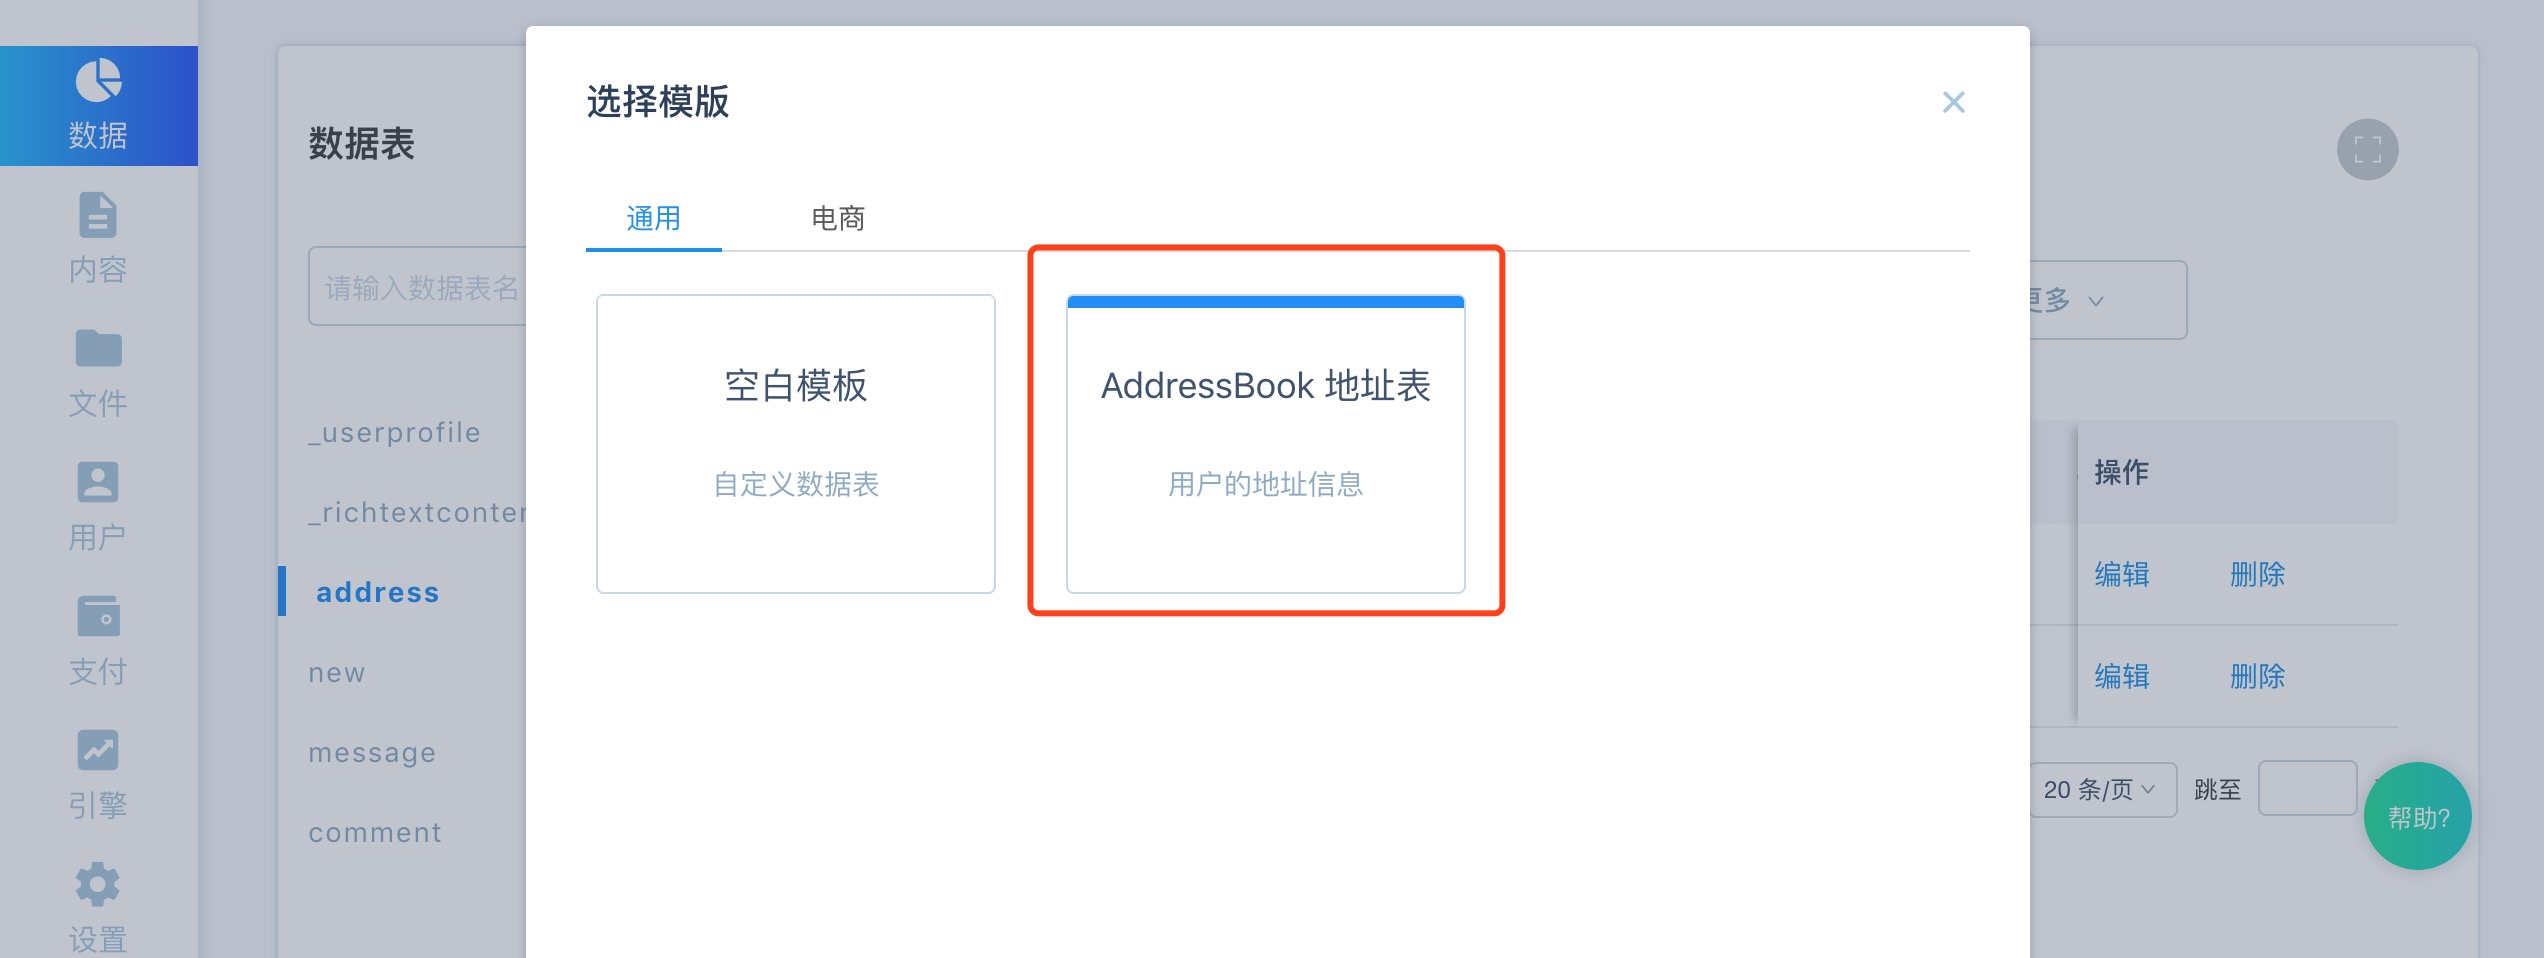 数据
内容
文件
用户
支付
引擎
设置
数据表
请输入数据表名
_userprofile
_richtextconter
address
new
message
comment
选择模版
通用
电商
空白模板
自定义数据表
AddressBook 地址表
用户的地址信息
更多
操作
编辑 删除
编辑 删除
20 条/页 跳至
帮助?